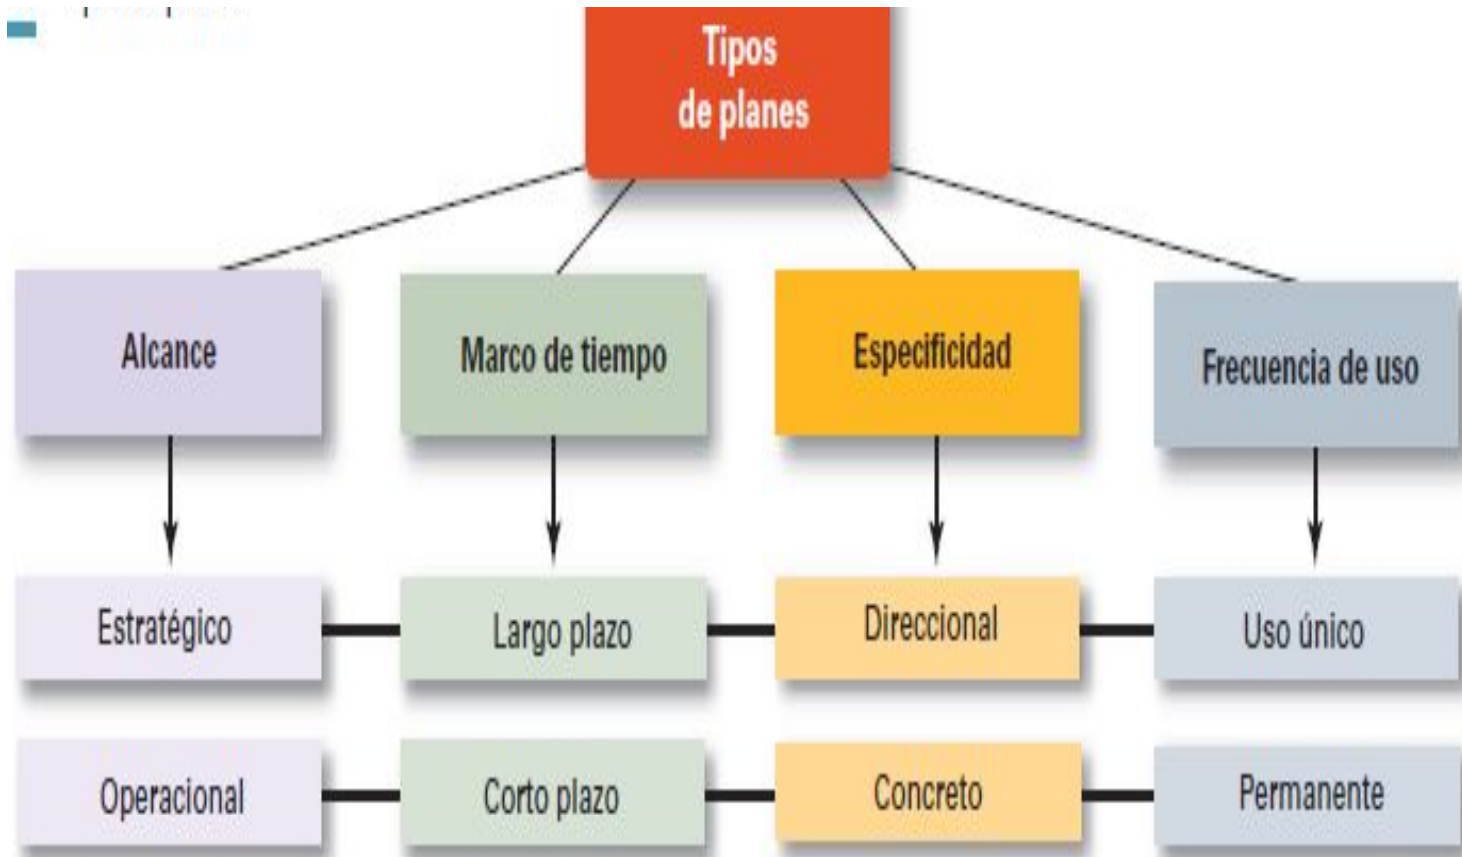 Tipos
de planes
Alcance
Marco de tiempo
Especificidad
Frecuencia de uso
Estratégico
Largo plazo
Direccional
Uso único
Operacional
Corto plazo
Concreto
Permanente